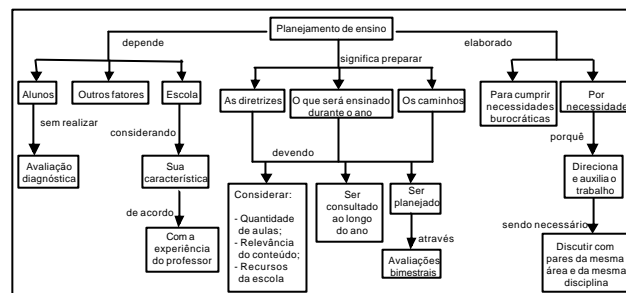 Planejamento de ensino
depende
elaborado
significa preparar
Alunos
Outros fatores
Escola
As diretrizes
O que será ensinado
durante o ano
Os caminhos
Para cumprir
necessidades
burocráticas
Por
necessidade
sem realizar
considerando
devendo
porquê
Avaliação
diagnóstica
Sua
característica
Considerar:
- Quantidade
de aulas;
- Relevância
do conteúdo;
- Recursos
da escola
Ser
consultado
ao longo
do ano
Ser
planejado
Direciona
e auxilia o
trabalho
de acordo
através
sendo necessário
Com a
experiência
do professor
Avaliações
bimestrais
Discutir com
pares da mesma
área e da mesma
disciplina